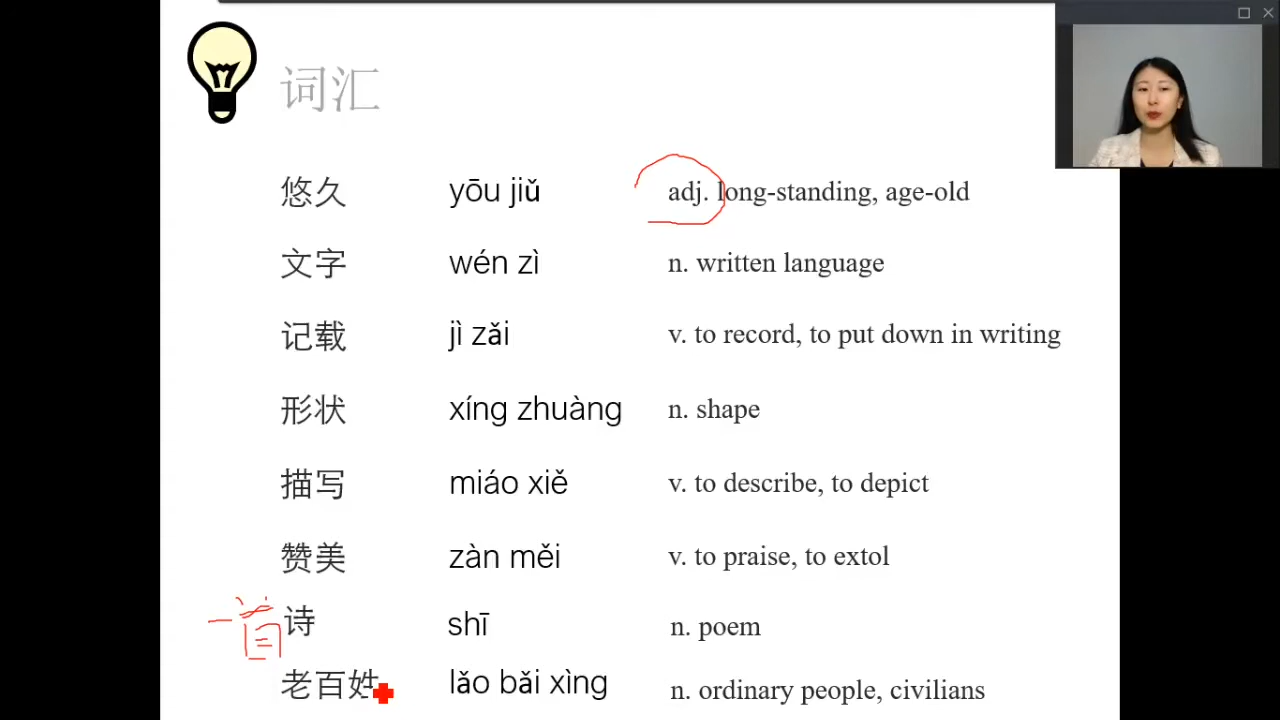 词汇
悠久 yōu jiǔ adj. long-standing, age-old
文字 wén zì n. written language
记载 jì zǎi v. to record, to put down in writing
形状 xíng zhuàng n. shape
描写 miáo xiě v. to describe, to depict
赞美 zàn měi v. to praise, to extol
一首诗 shī n. poem
老百姓 lǎo bǎi xìng n. ordinary people, civilians